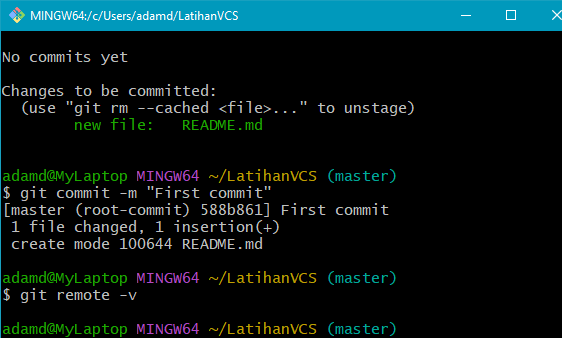 MINGW64:/c/Users/adamd/LatihanVCS
No commits yet
Changes to be committed:
  (use "git rm --cached <file>..." to unstage)
        new file:   README.md
adamd@MyLaptop MINGW64 ~/LatihanVCS (master)
$ git commit -m "First commit"
[master (root-commit) 588b861] First commit
 1 file changed, 1 insertion(+)
 create mode 100644 README.md
adamd@MyLaptop MINGW64 ~/LatihanVCS (master)
$ git remote -v
adamd@MyLaptop MINGW64 ~/LatihanVCS (master)